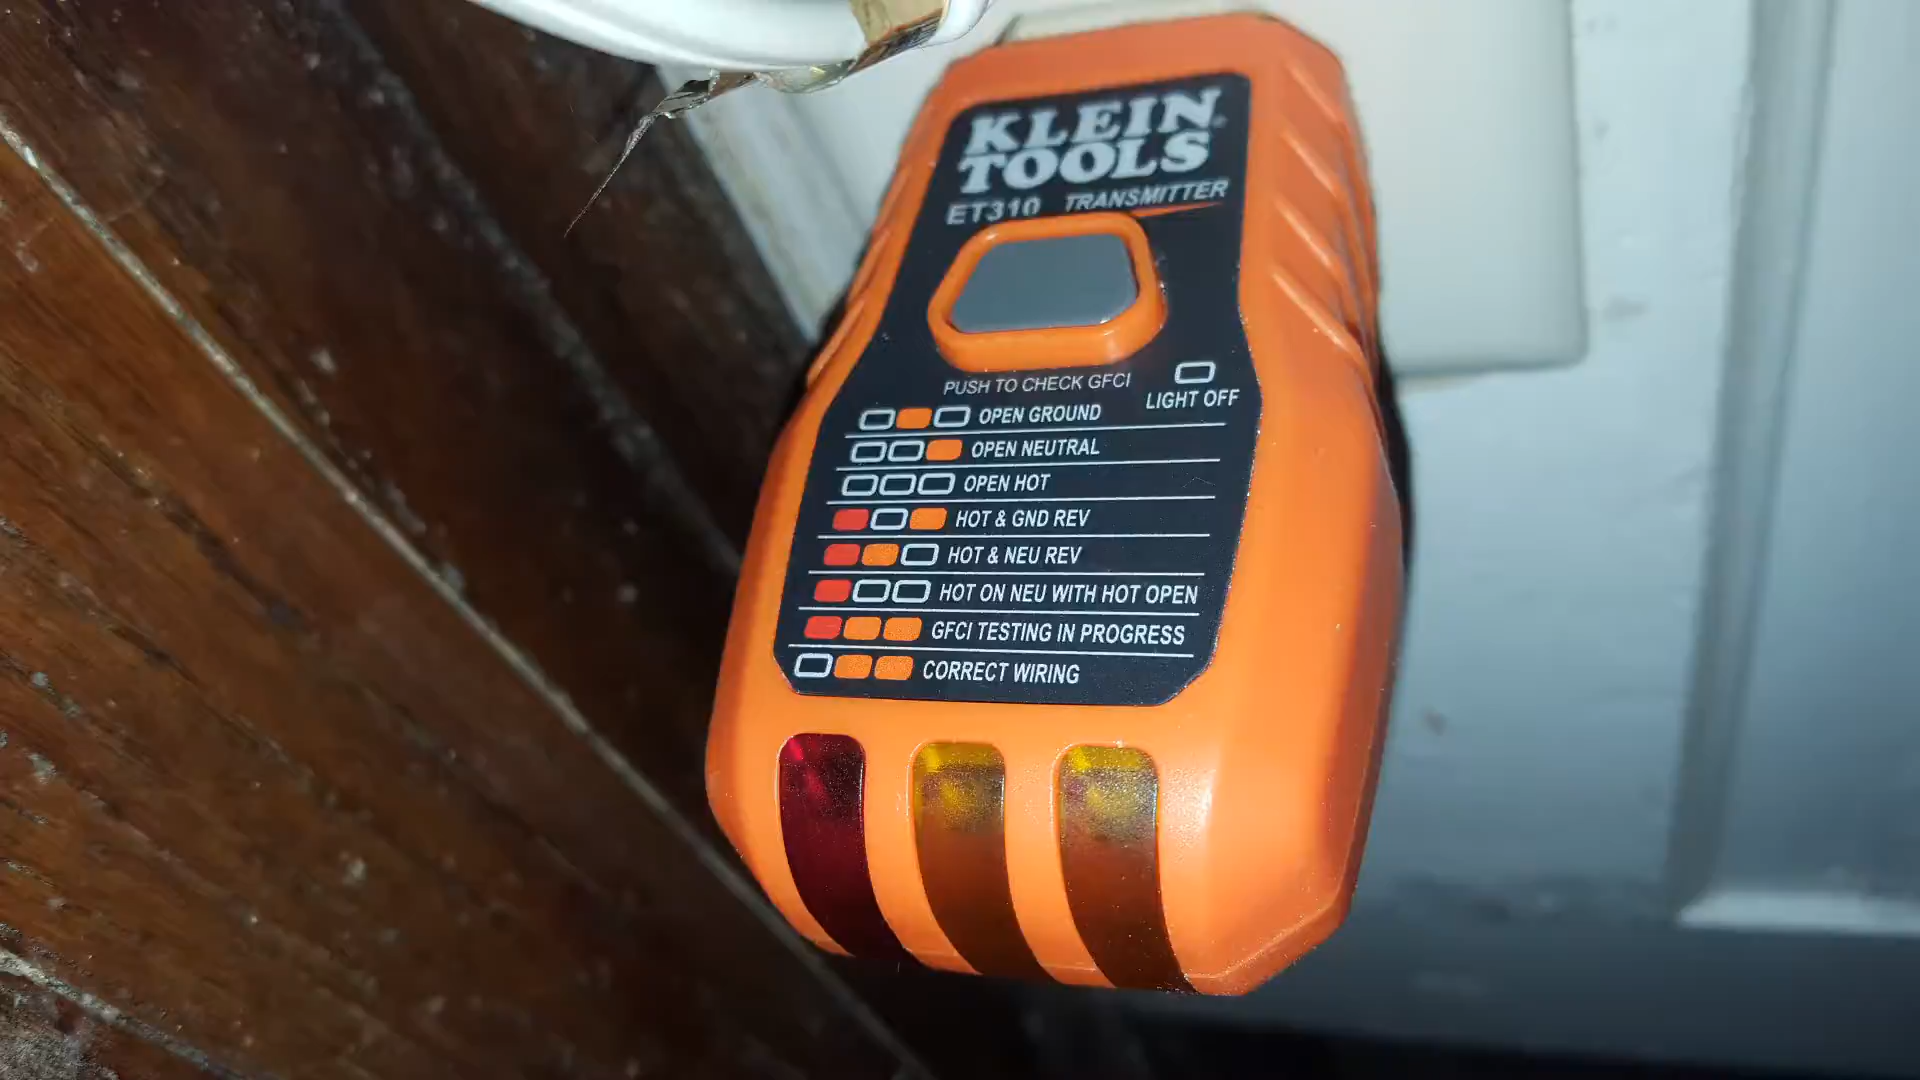 KLEIN
TOOLS
ET310 TRANSMITTER
PUSH TO CHECK GFCI
LIGHT OFF
OPEN GROUND
OPEN NEUTRAL
OPEN HOT
HOT & GND REV
HOT & NEU REV
HOT ON NEU WITH HOT OPEN
GFCI TESTING IN PROGRESS
CORRECT WIRING